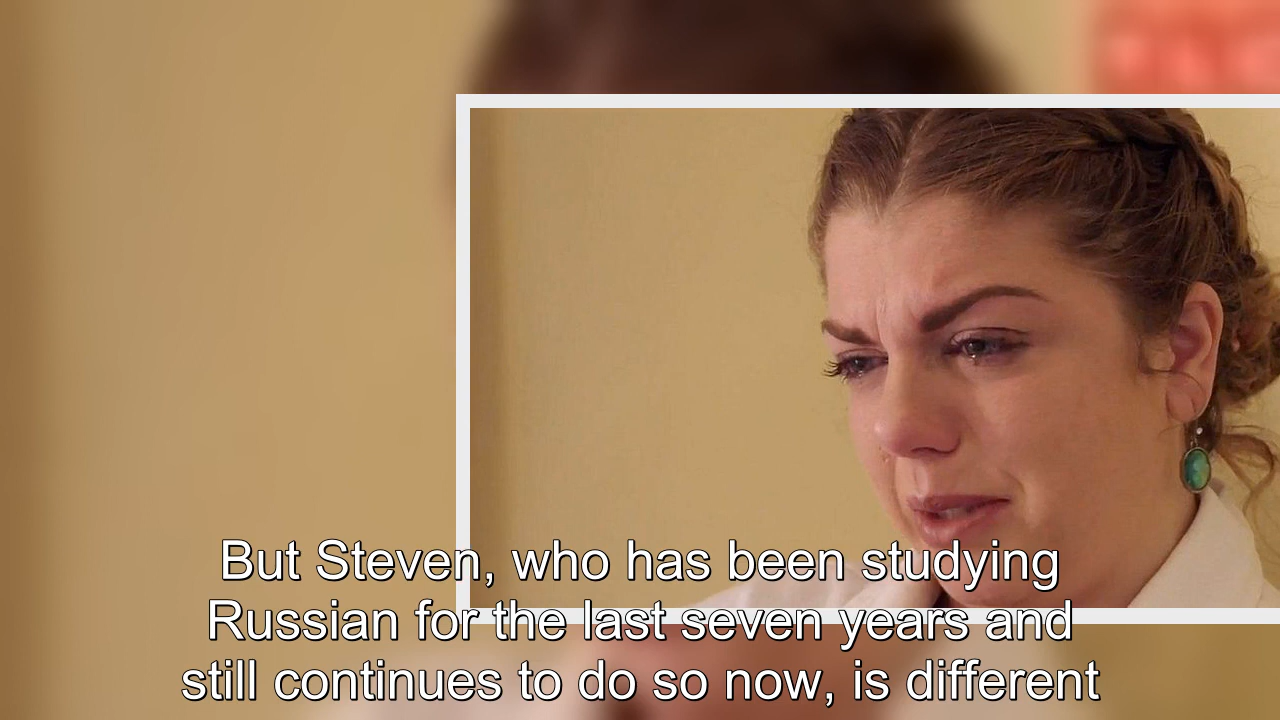 But Steven, who has been studying
Russian for the last seven years and
still continues to do so now, is different